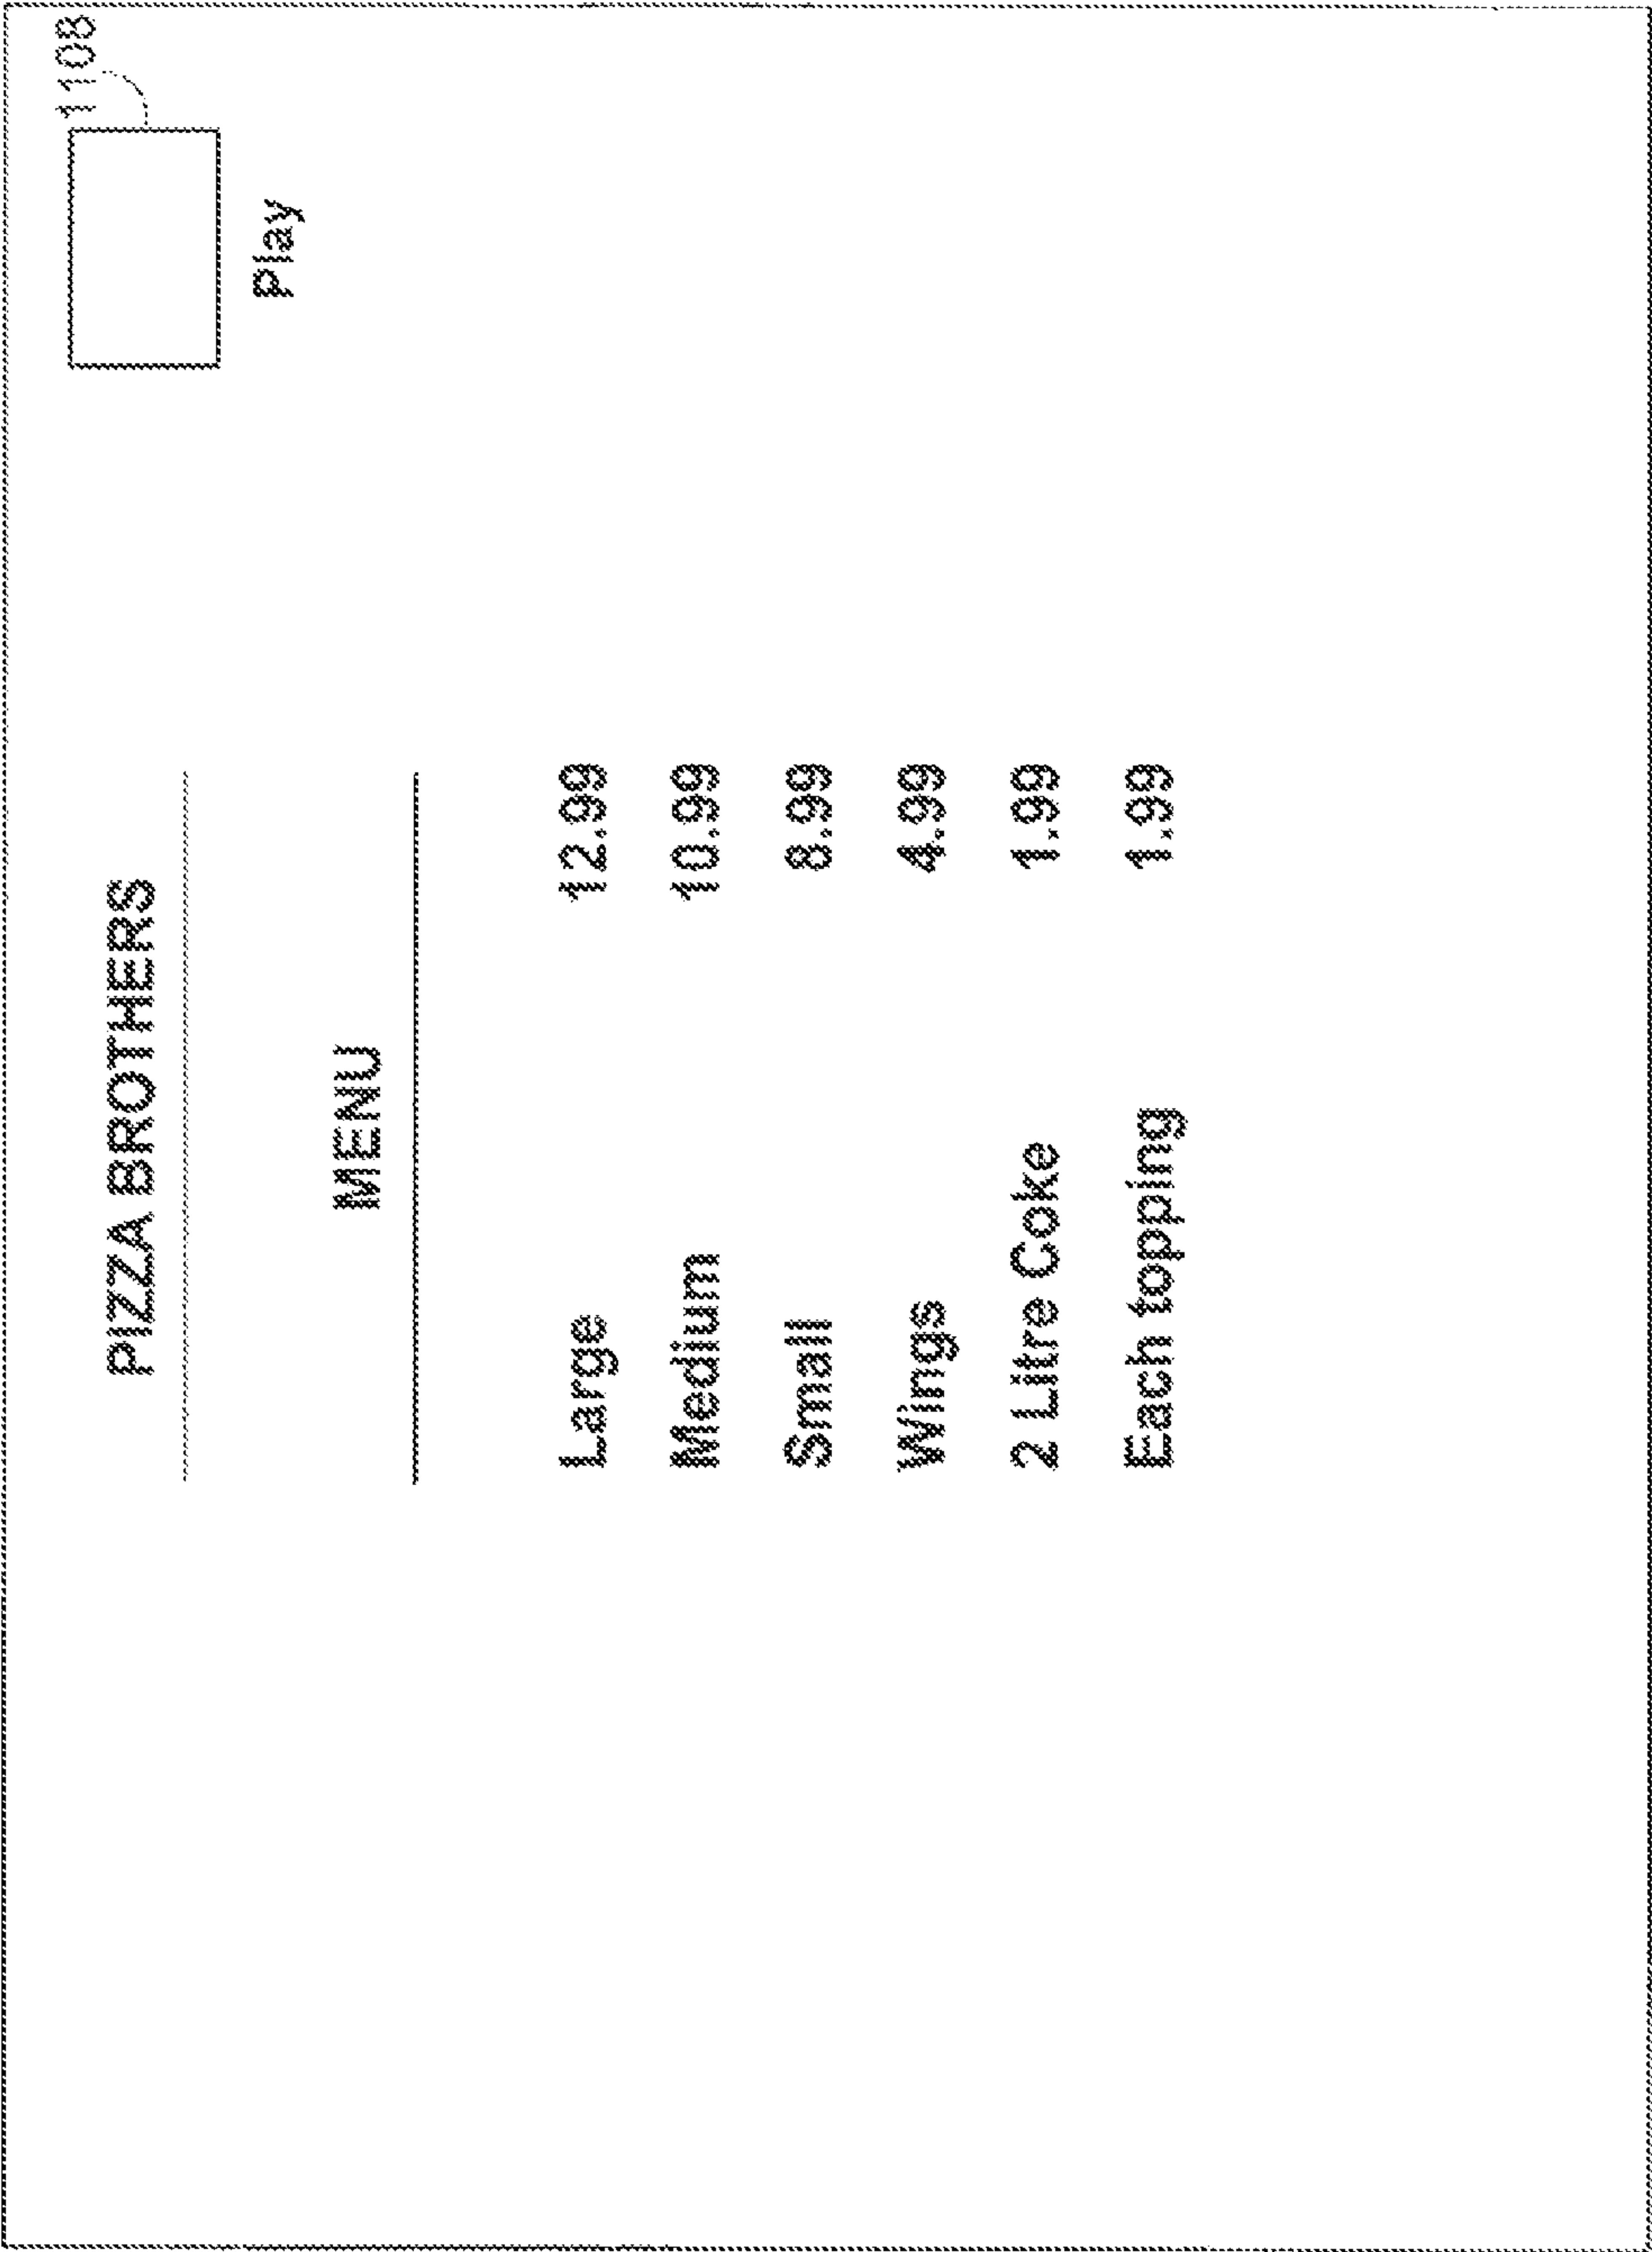 1108
PIZZA BROTHERS
Play
MENU
Large 12.99
Medium 10.99
Small 8.99
Wings 4.99
2 Litre Coke 1.99
Each topping 1.99